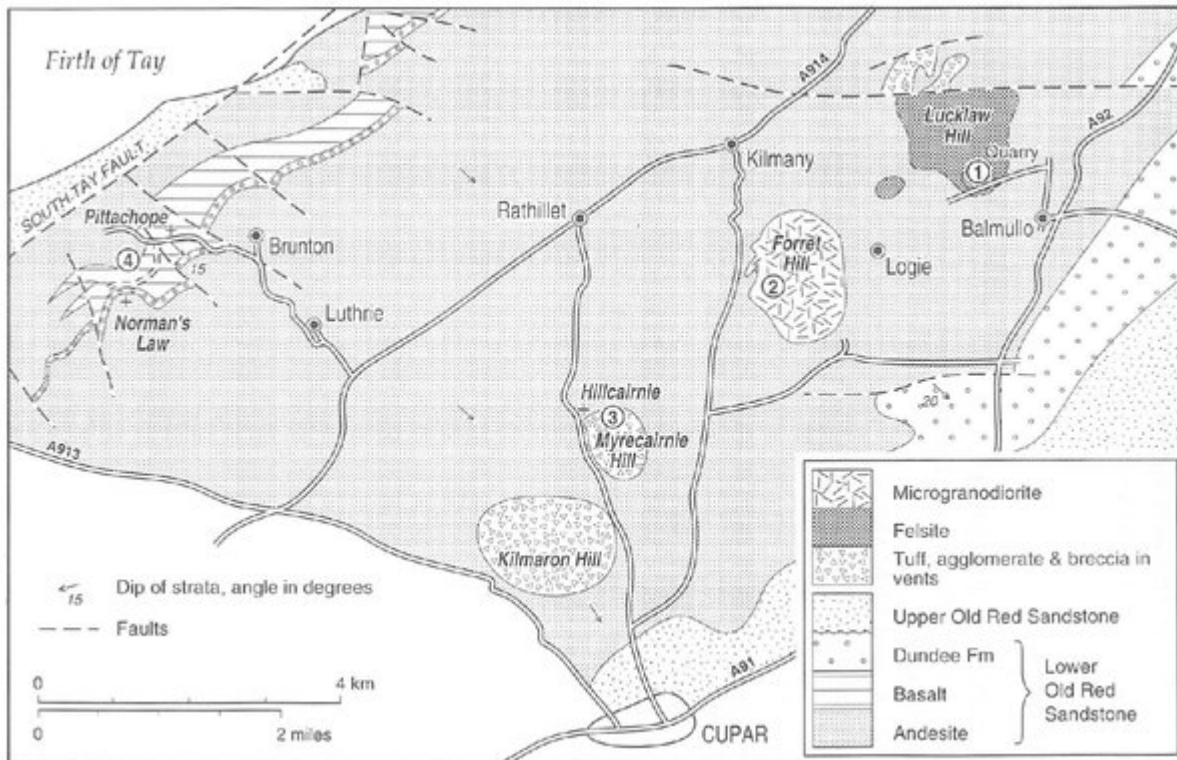 Firth of Tay
SOUTH TAY FAULT
A914
A92
Lucklaw
Hill
Quarry
1
Kilmany
Rathillet
Balmullo
Pittachope
Brunton
4
15
Forret
Hill
2
Logie
Norman's
Law
Luthrie
Hillcairnie
3
Myrecairnie
Hill
20
A913
Kilmaron Hill
A91
CUPAR
15
Dip of strata, angle in degrees
Faults
0 4 km
0 2 miles
Microgranodiorite
Felsite
Tuff, agglomerate & breccia in
vents
Upper Old Red Sandstone
Dundee Fm
Basalt
Andesite
Lower
Old Red
Sandstone